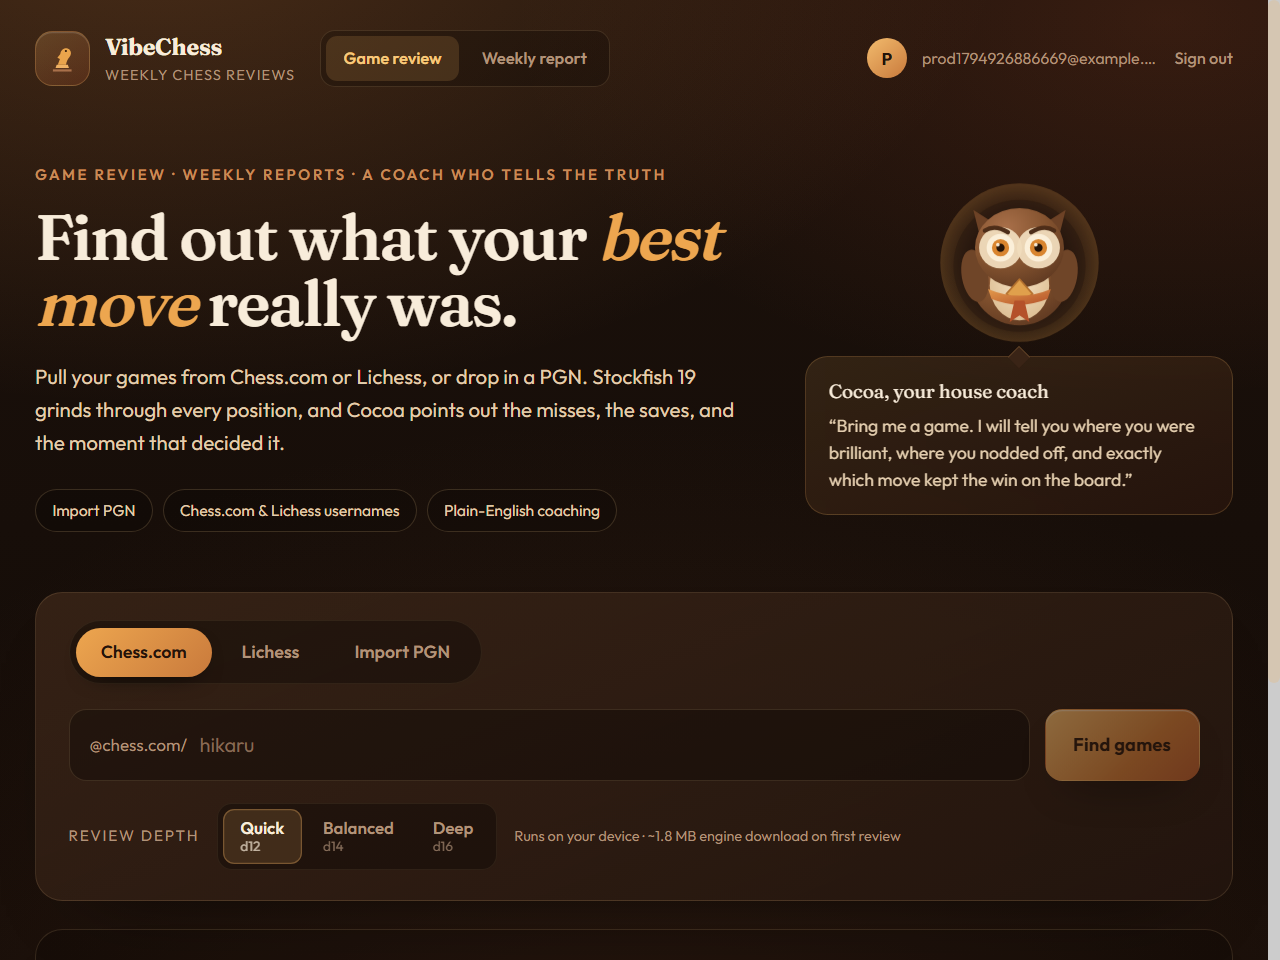 VibeChess
WEEKLY CHESS REVIEWS
Game review
Weekly report
P
prod1794926886669@example....
Sign out
GAME REVIEW · WEEKLY REPORTS · A COACH WHO TELLS THE TRUTH
Find out what your best
move really was.
Pull your games from Chess.com or Lichess, or drop in a PGN. Stockfish 19
grinds through every position, and Cocoa points out the misses, the saves, and
the moment that decided it.
Import PGN
Chess.com & Lichess usernames
Plain-English coaching
Cocoa, your house coach
“Bring me a game. I will tell you where you were
brilliant, where you nodded off, and exactly
which move kept the win on the board.”
Chess.com
Lichess
Import PGN
@chess.com/ hikaru
Find games
REVIEW DEPTH
Quick
d12
Balanced
d14
Deep
d16
Runs on your device · ~1.8 MB engine download on first review